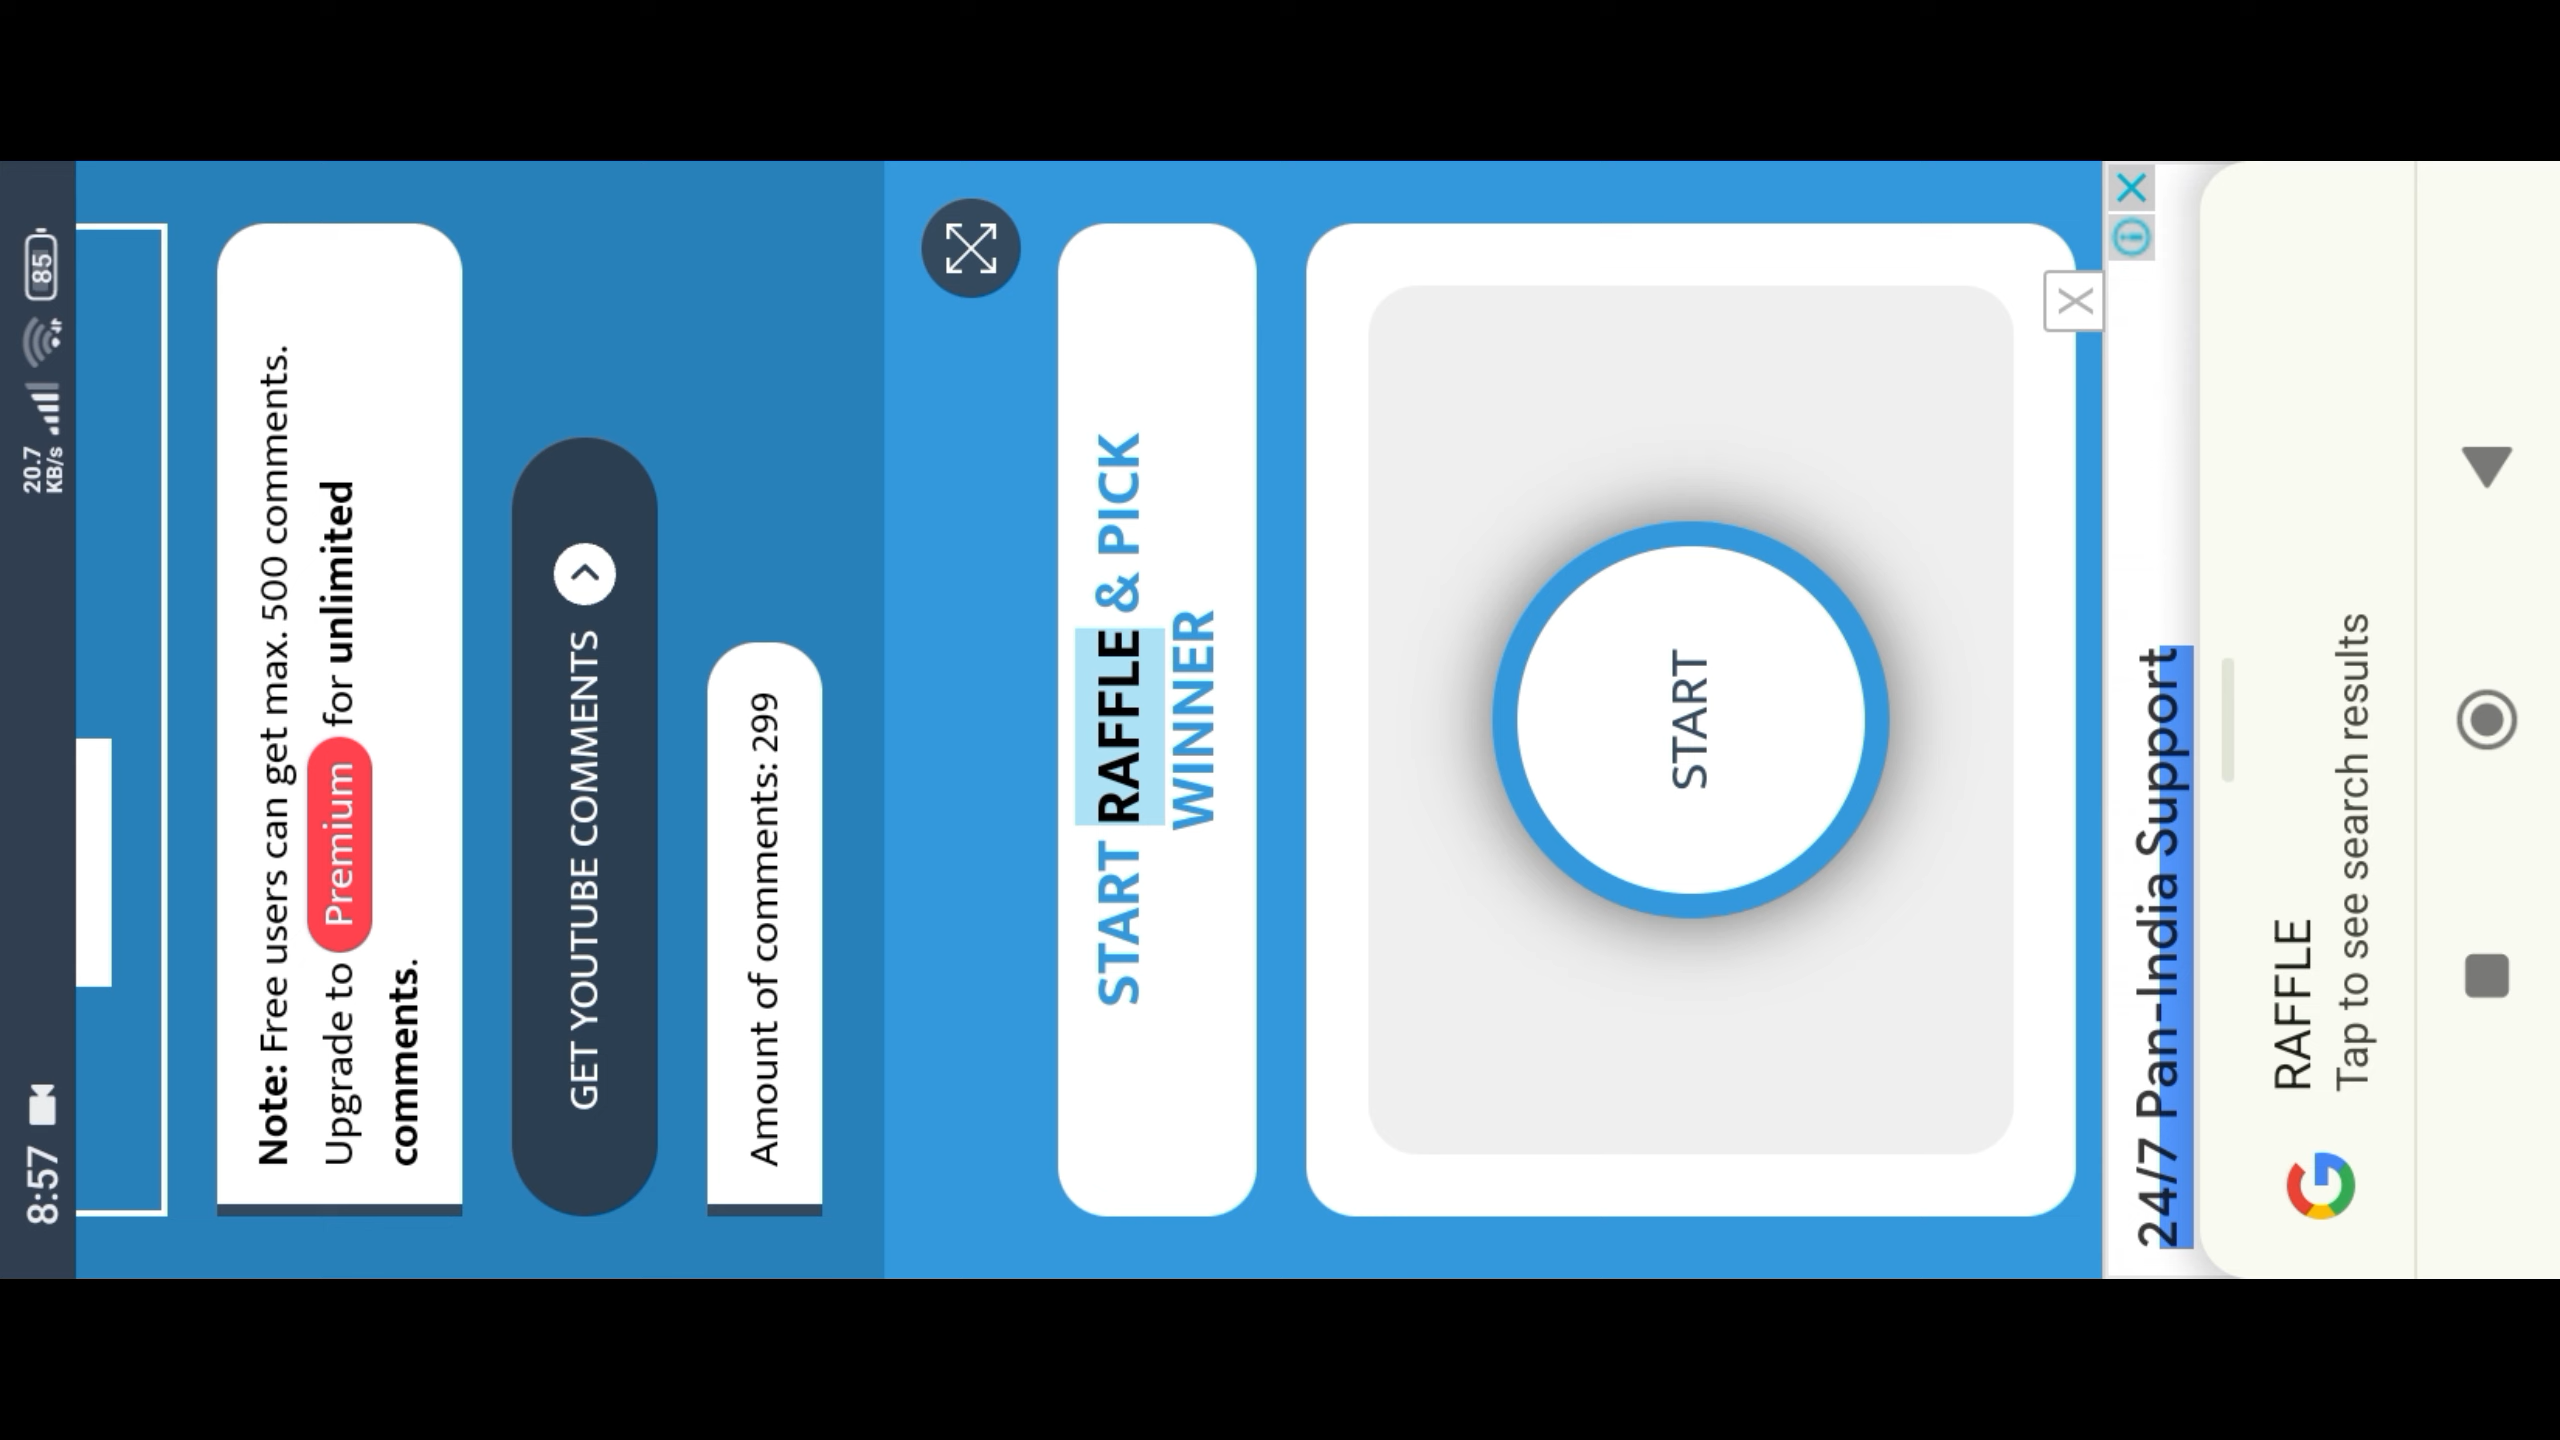 8:57
20.7
KB/s
85
Note: Free users can get max. 500 comments.
Upgrade to Premium for unlimited
comments.
GET YOUTUBE COMMENTS
Amount of comments: 299
START RAFFLE & PICK
WINNER
START
X
24/7 Pan-India Support
RAFFLE
Tap to see search results